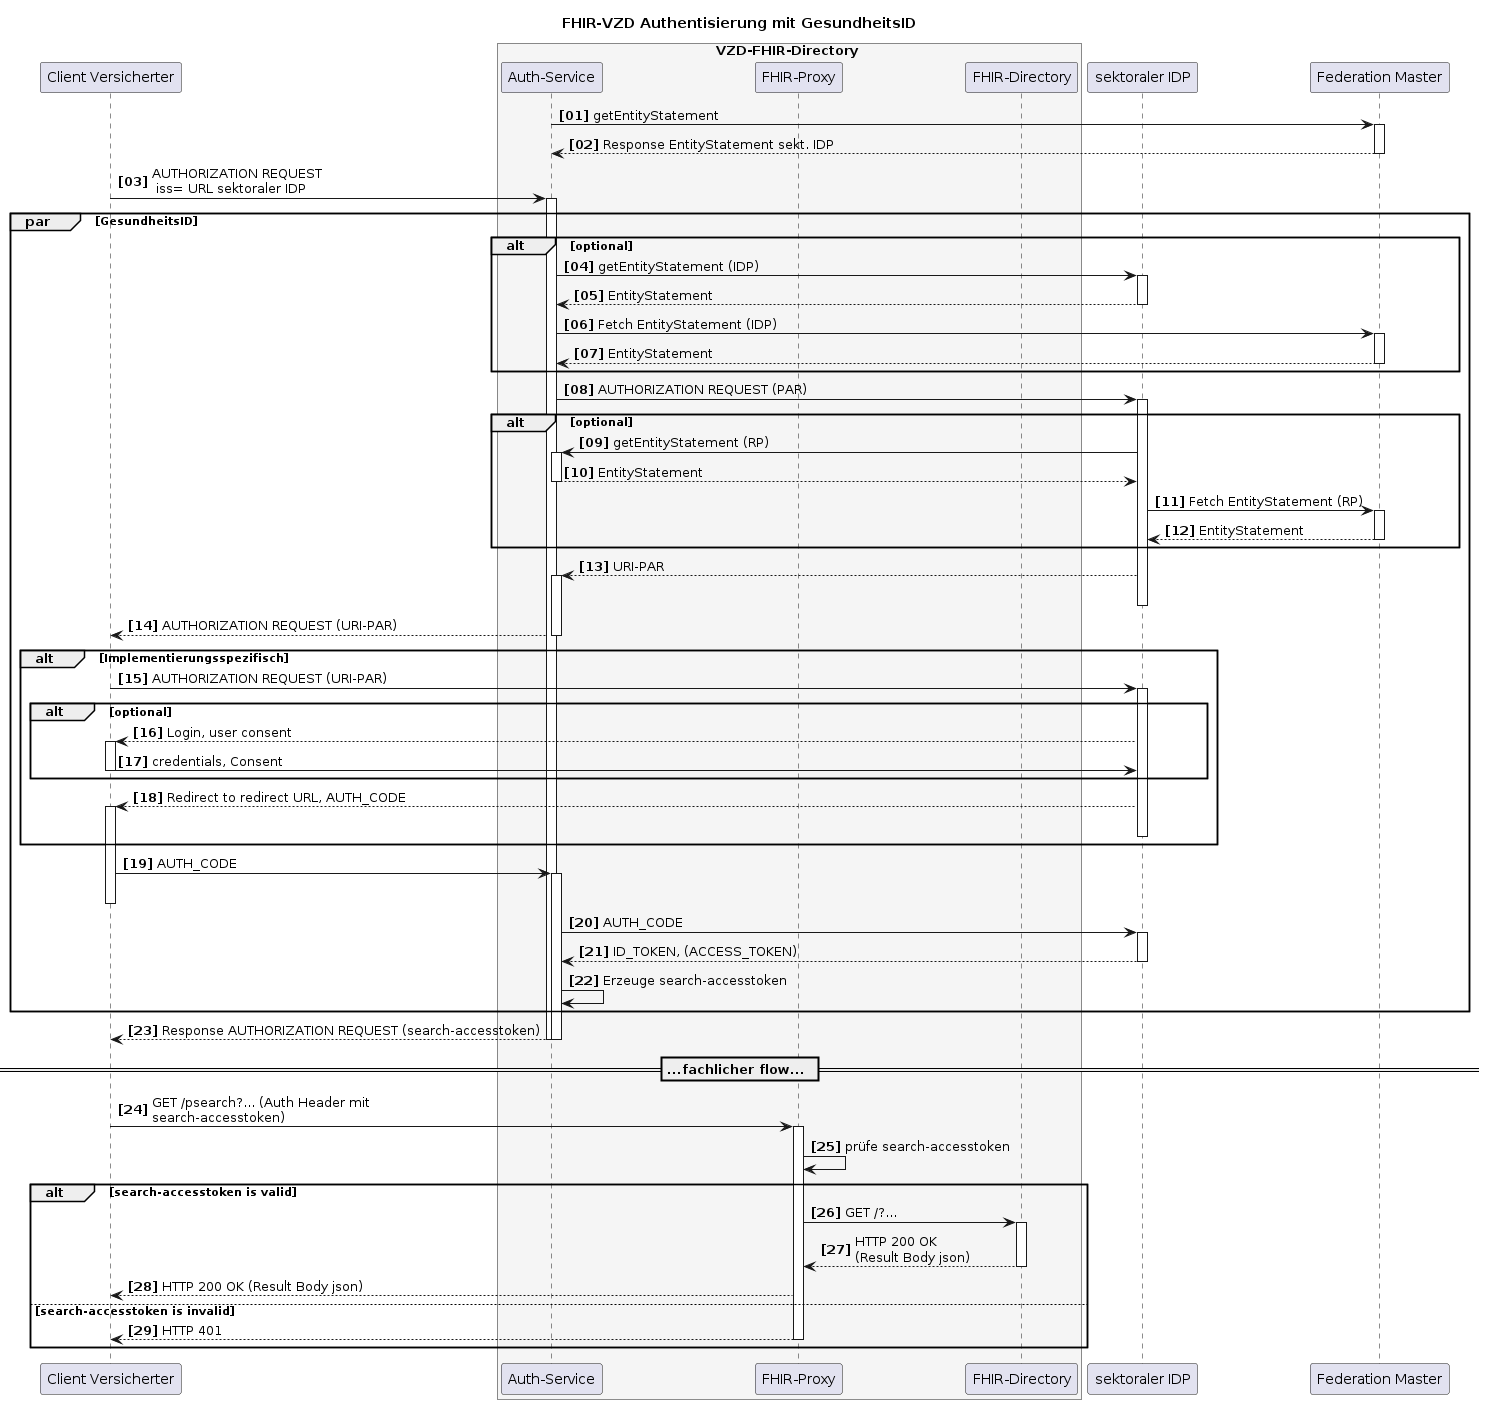 FHIR-VZD Authentisierung mit GesundheitsID
VZD-FHIR-Directory
Client Versicherter
Auth-Service
FHIR-Proxy
FHIR-Directory
sektoraler IDP
Federation Master
[01] getEntityStatement
[02] Response EntityStatement sekt. IDP
[03] AUTHORIZATION REQUEST
iss= URL sektoraler IDP
par [GesundheitsID]
alt [optional]
[04] getEntityStatement (IDP)
[05] EntityStatement
[06] Fetch EntityStatement (IDP)
[07] EntityStatement
[08] AUTHORIZATION REQUEST (PAR)
alt [optional]
[09] getEntityStatement (RP)
[10] EntityStatement
[11] Fetch EntityStatement (RP)
[12] EntityStatement
[13] URI-PAR
[14] AUTHORIZATION REQUEST (URI-PAR)
alt [Implementierungsspezifisch]
[15] AUTHORIZATION REQUEST (URI-PAR)
alt [optional]
[16] Login, user consent
[17] credentials, Consent
[18] Redirect to redirect URL, AUTH_CODE
[19] AUTH_CODE
[20] AUTH_CODE
[21] ID_TOKEN, (ACCESS_TOKEN)
[22] Erzeuge search-accesstoken
[23] Response AUTHORIZATION REQUEST (search-accesstoken)
...fachlicher flow...
[24] GET /psearch?... (Auth Header mit
search-accesstoken)
[25] prüfe search-accesstoken
alt [search-accesstoken is valid]
[26] GET /?...
[27] HTTP 200 OK
(Result Body json)
[28] HTTP 200 OK (Result Body json)
[search-accesstoken is invalid]
[29] HTTP 401
Client Versicherter
Auth-Service
FHIR-Proxy
FHIR-Directory
sektoraler IDP
Federation Master